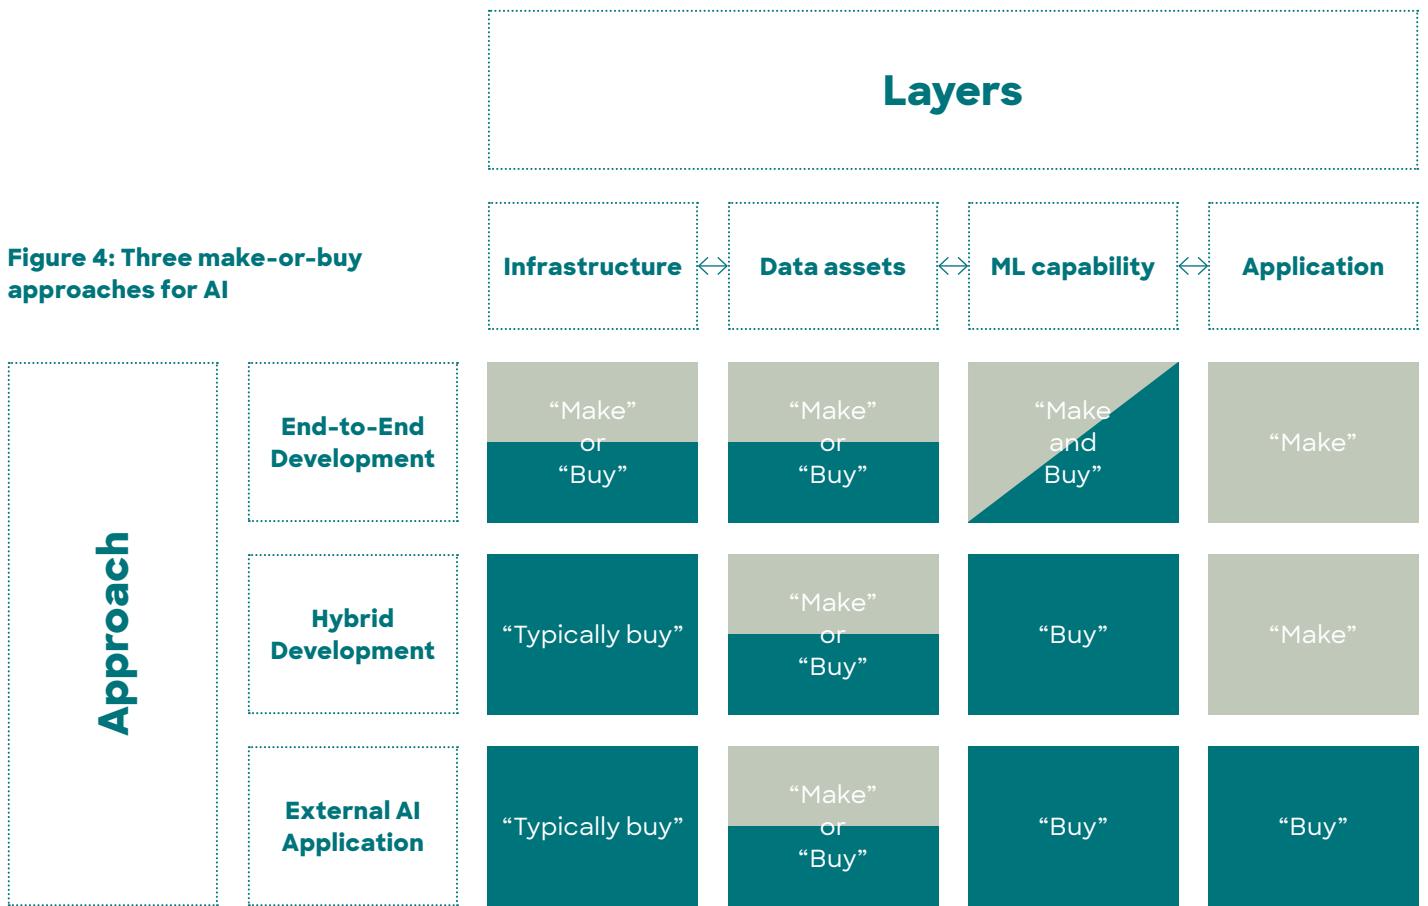 Layers
Figure 4: Three make-or-buy
approaches for AI
Infrastructure
Data assets
ML capability
Application
Approach
End-to-End
Development
“Make”
or
“Buy”
“Make”
or
“Buy”
“Make
and
Buy”
“Make”
Hybrid
Development
“Typically buy”
“Make”
or
“Buy”
“Buy”
“Make”
External AI
Application
“Typically buy”
“Make”
or
“Buy”
“Buy”
“Buy”